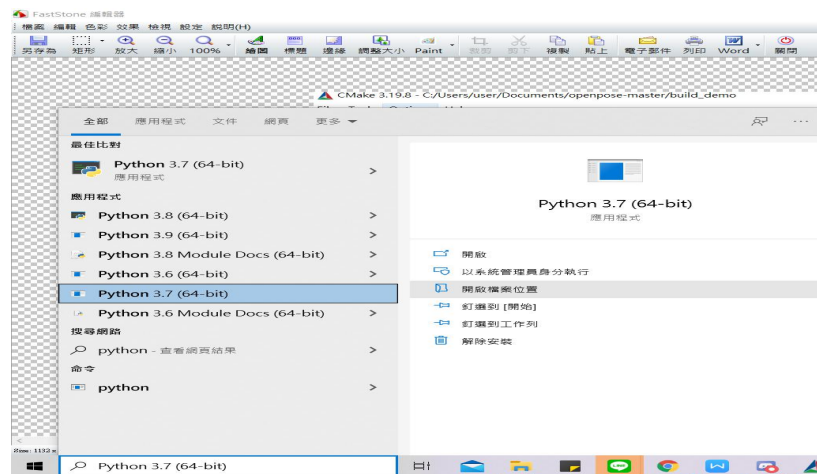 FastStone 編輯器
檔案 編輯 色彩 效果 檢視 設定 說明(H)
另存為 矩形 放大 縮小 100% 繪圖 標題 邊緣 調整大小 Paint 裁剪 剪下 複製 貼上 電子郵件 列印 Word 關閉
CMake 3.19.8 - C:/Users/user/Documents/openpose-master/build_demo
全部 應用程式 文件 網頁 更多
最佳比對
Python 3.7 (64-bit)
應用程式
應用程式
Python 3.8 (64-bit)
Python 3.9 (64-bit)
Python 3.8 Module Docs (64-bit)
Python 3.6 (64-bit)
Python 3.7 (64-bit)
Python 3.6 Module Docs (64-bit)
搜尋網路
python - 查看網頁結果
命令
python
Python 3.7 (64-bit)
應用程式
開啟
以系統管理員身分執行
開啟檔案位置
釘選到 [開始]
釘選到工作列
解除安裝
Python 3.7 (64-bit)